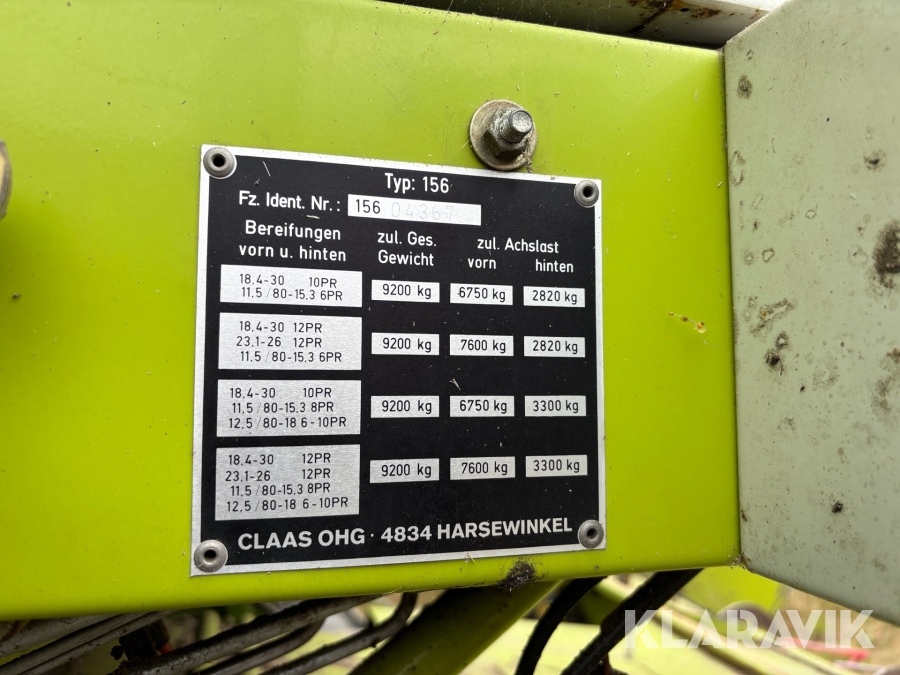 Typ: 156
Fz. Ident. Nr.: 156 04367
Bereifungen vorn u. hinten
zul. Ges. Gewicht
zul. Achslast
vorn hinten
18.4-30 10PR
11.5/80-15.3 6PR
9200 kg 6750 kg 2820 kg
18.4-30 12PR
23.1-26 12PR
11.5/80-15.3 6PR
9200 kg 7600 kg 2820 kg
18.4-30 10PR
11.5/80-15.3 8PR
12.5/80-18 6-10PR
9200 kg 6750 kg 3300 kg
18.4-30 12PR
23.1-26 12PR
11.5/80-15.3 8PR
12.5/80-18 6-10PR
9200 kg 7600 kg 3300 kg
CLAAS OHG · 4834 HARSEWINKEL
KLARAVIK